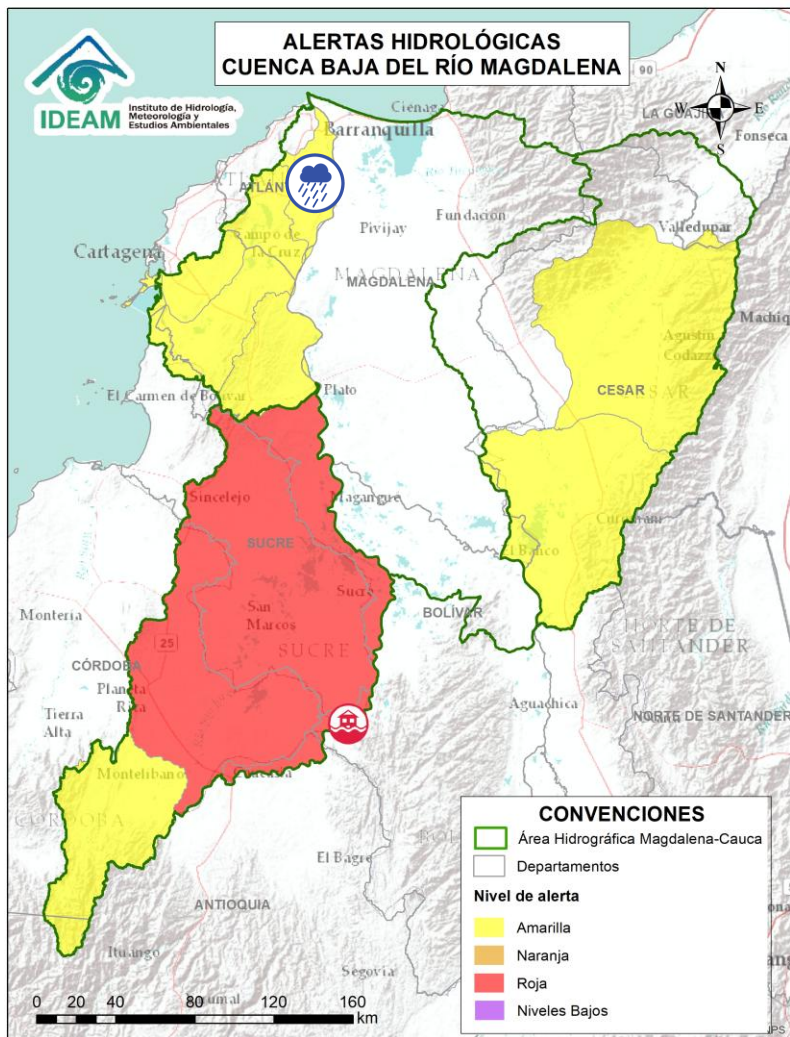 ALERTAS HIDROLÓGICAS
CUENCA BAJA DEL RÍO MAGDALENA
IDEAM
Instituto de Hidrología,
Meteorología y
Estudios Ambientales
N
W E
S
90
LA GUAJIRA
Fonseca
Ciénaga
Barranquilla
ATLÁNT
Pivijay
Fundación
Valledupar
Campo de
la Cruz
Cartagena
MAGDALENA
MAGDALENA
Machiq
Agustín
Codazzi
CESAR
El Carmen de Bolívar
Plato
Sincelejo
Magangue
SUCRE
El Banco
Sucre
BOLÍVAR
San
Marcos
SUCRE
Montería
NORTE DE
SANTANDER
25
CÓRDOBA
Planeta
Rica
Tierra
Alta
Aguachica
NORTE DE SANTANDER
Montelíbano
CÓRDOBA
El Bagre
ANTIOQUIA
Ituango
Segovia
CONVENCIONES
Área Hidrográfica Magdalena-Cauca
Departamentos
Nivel de alerta
Amarilla
Naranja
Roja
Niveles Bajos
0 20 40 80 120 160
km